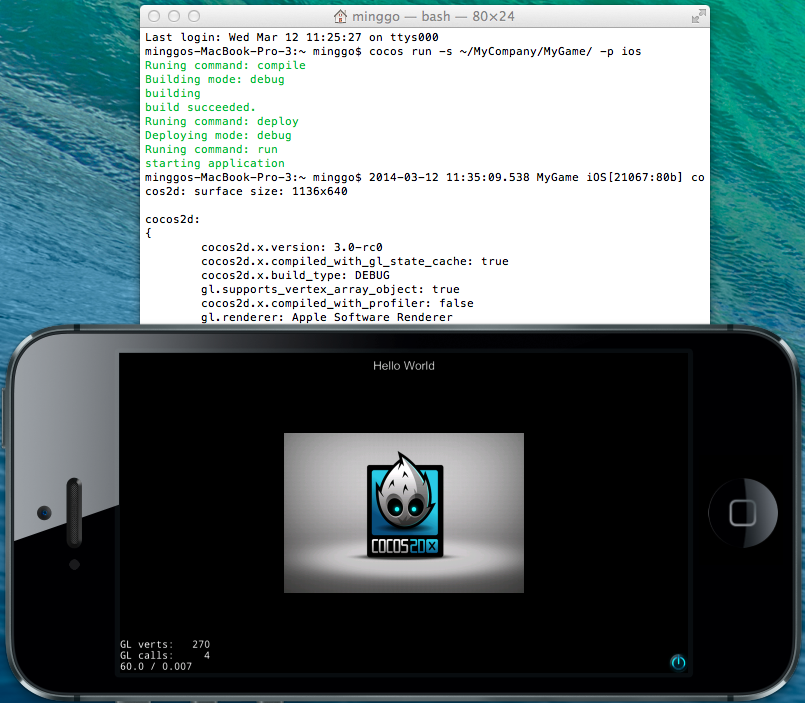 minggo — bash — 80×24
Last login: Wed Mar 12 11:25:27 on ttys000
minggos-MacBook-Pro-3:~ minggo$ cocos run -s ~/MyCompany/MyGame/ -p ios
Runing command: compile
Building mode: debug
building
build succeeded.
Runing command: deploy
Deploying mode: debug
Runing command: run
starting application
minggos-MacBook-Pro-3:~ minggo$ 2014-03-12 11:35:09.538 MyGame iOS[21067:80b] co
cos2d: surface size: 1136x640
cocos2d:
{
cocos2d.x.version: 3.0-rc0
cocos2d.x.compiled_with_gl_state_cache: true
cocos2d.x.build_type: DEBUG
gl.supports_vertex_array_object: true
cocos2d.x.compiled_with_profiler: false
gl.renderer: Apple Software Renderer
Hello World
COCOS2DX
GL verts: 270
GL calls: 4
60.0 / 0.007